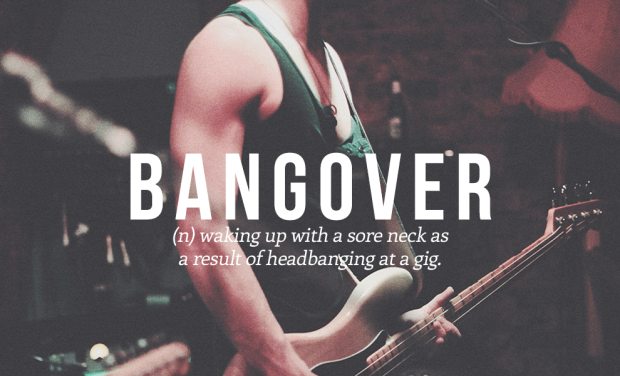 BANGOVER
(n) waking up with a sore neck as
a result of headbanging at a gig.